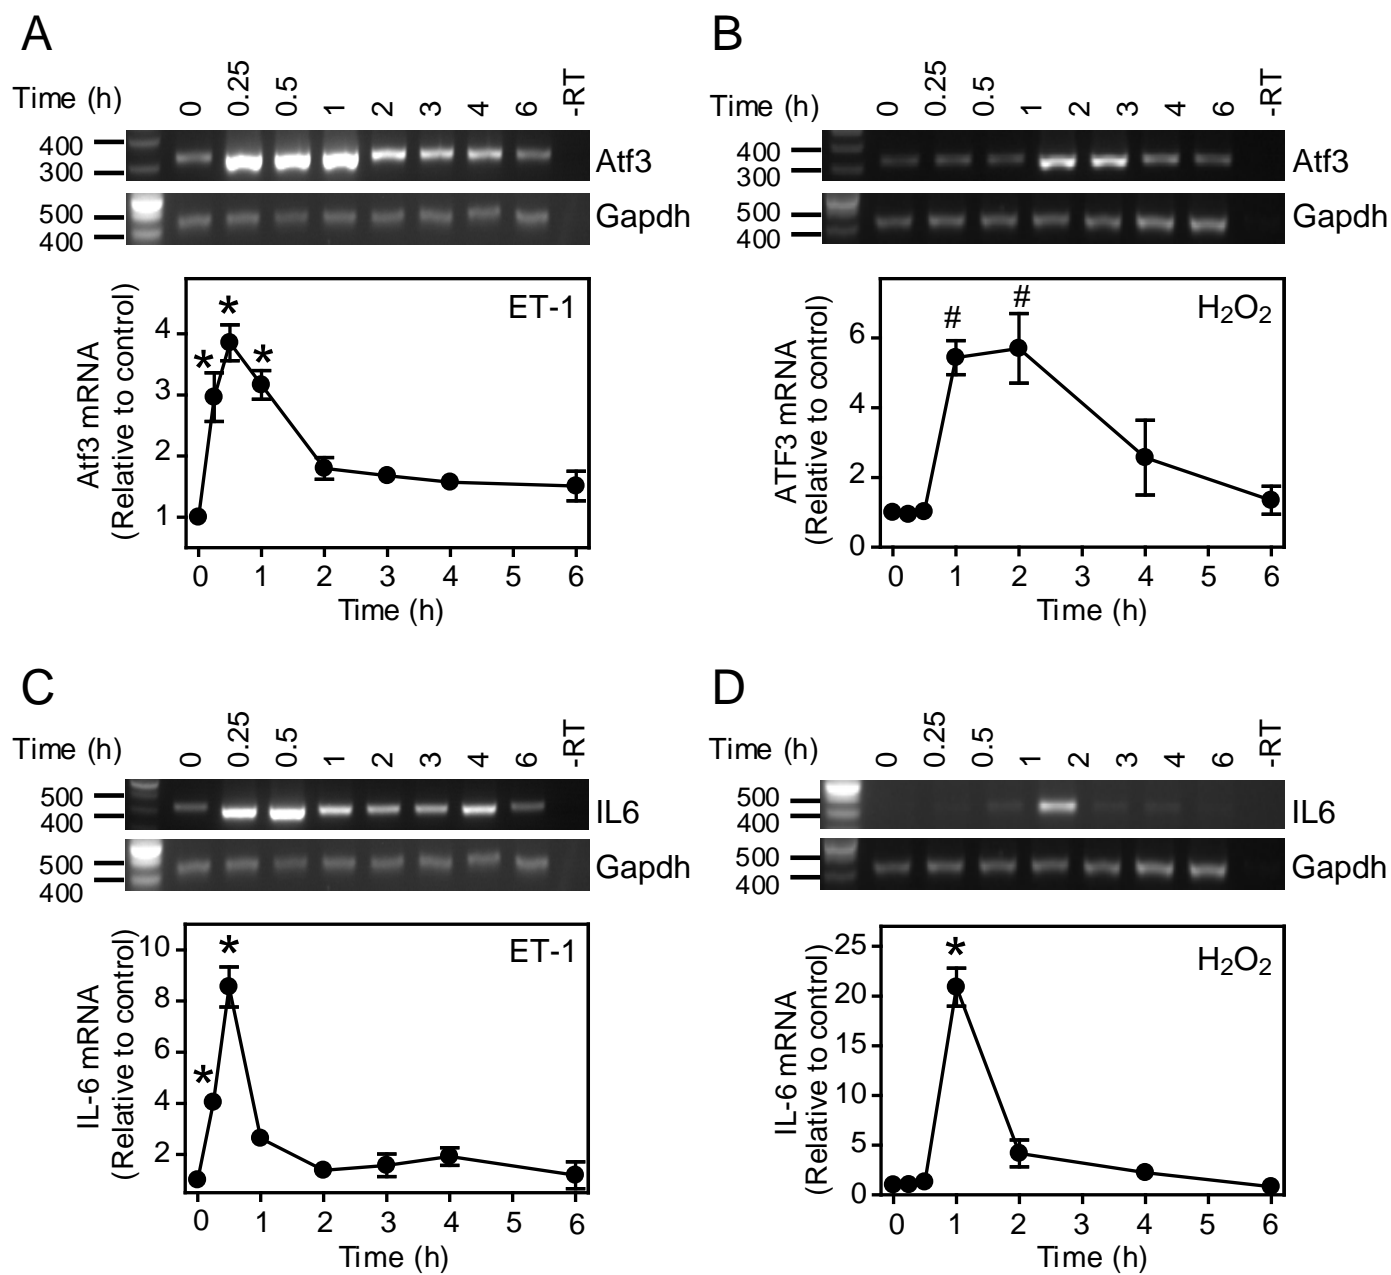 A
Time (h) 0 0.25 0.5 1 2 3 4 6 -RT
400
300
Atf3
500
400
Gapdh
ET-1
Atf3 mRNA
(Relative to control)
4
3
2
1
* * *
0 1 2 3 4 5 6
Time (h)
B
Time (h) 0 0.25 0.5 1 2 3 4 6 -RT
400
300
Atf3
500
400
Gapdh
H2O2
ATF3 mRNA
(Relative to control)
6
4
2
0
# #
0 1 2 3 4 5 6
Time (h)
C
Time (h) 0 0.25 0.5 1 2 3 4 6 -RT
500
400
IL6
500
400
Gapdh
ET-1
IL-6 mRNA
(Relative to control)
10
8
6
4
2
* *
0 1 2 3 4 5 6
Time (h)
D
Time (h) 0 0.25 0.5 1 2 3 4 6 -RT
500
400
IL6
500
400
Gapdh
H2O2
IL-6 mRNA
(Relative to control)
25
20
15
10
5
0
*
0 1 2 3 4 5 6
Time (h)